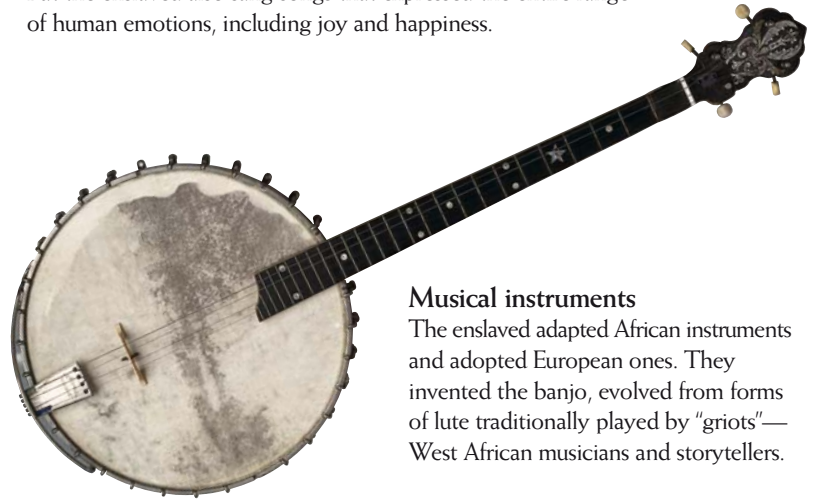 of human emotions, including joy and happiness.
Musical instruments
The enslaved adapted African instruments
and adopted European ones. They
invented the banjo, evolved from forms
of lute traditionally played by “griots”—
West African musicians and storytellers.